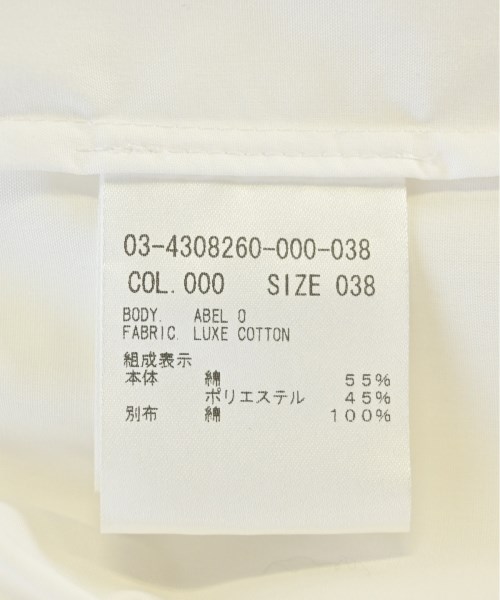 03-4308260-000-038
COL. 000 SIZE 038
BODY. ABEL O
FABRIC. LUXE COTTON
組成表示
本体 綿 55%
ポリエステル 45%
別布 綿 100%